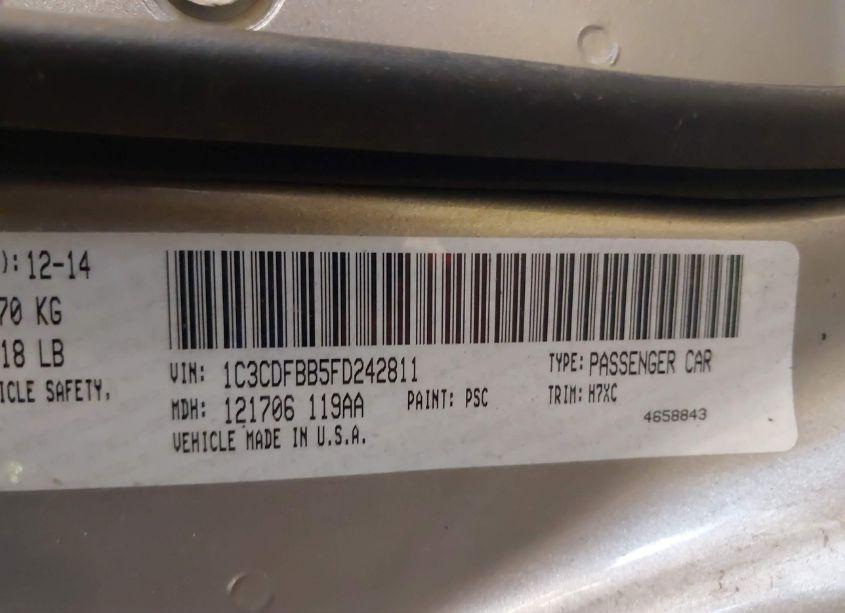 ): 12-14
70 KG
18 LB
ICLE SAFETY,
VIN: 1C3CDFBB5FD242811 TYPE: PASSENGER CAR
MDH: 121706 119AA PAINT: PSC TRIM: H7XC
VEHICLE MADE IN U.S.A. 4658843